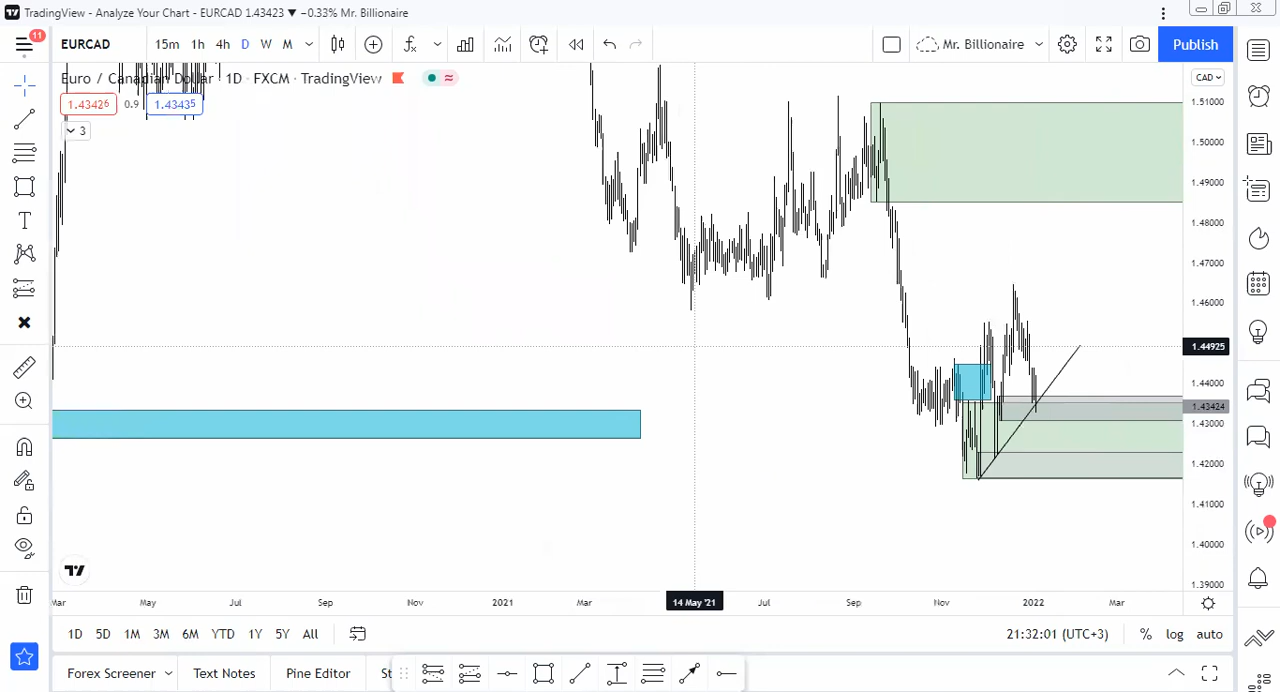 TradingView - Analyze Your Chart - EURCAD 1.43423 ▼ −0.33% Mr. Billionaire
11
EURCAD 15m 1h 4h D W M Mr. Billionaire Publish
Euro / Canadian Dollar · 1D · FXCM · TradingView
CAD
1.43426 0.9 1.43435
3
1.51000
1.50000
1.49000
1.48000
1.47000
1.46000
1.44925
1.44000
1.43424
1.43000
1.42000
1.41000
1.40000
1.39000
Mar May Jul Sep Nov 2021 Mar 14 May '21 Jul Sep Nov 2022 Mar
1D 5D 1M 3M 6M YTD 1Y 5Y All 21:32:01 (UTC+3) % log auto
Forex Screener Text Notes Pine Editor St